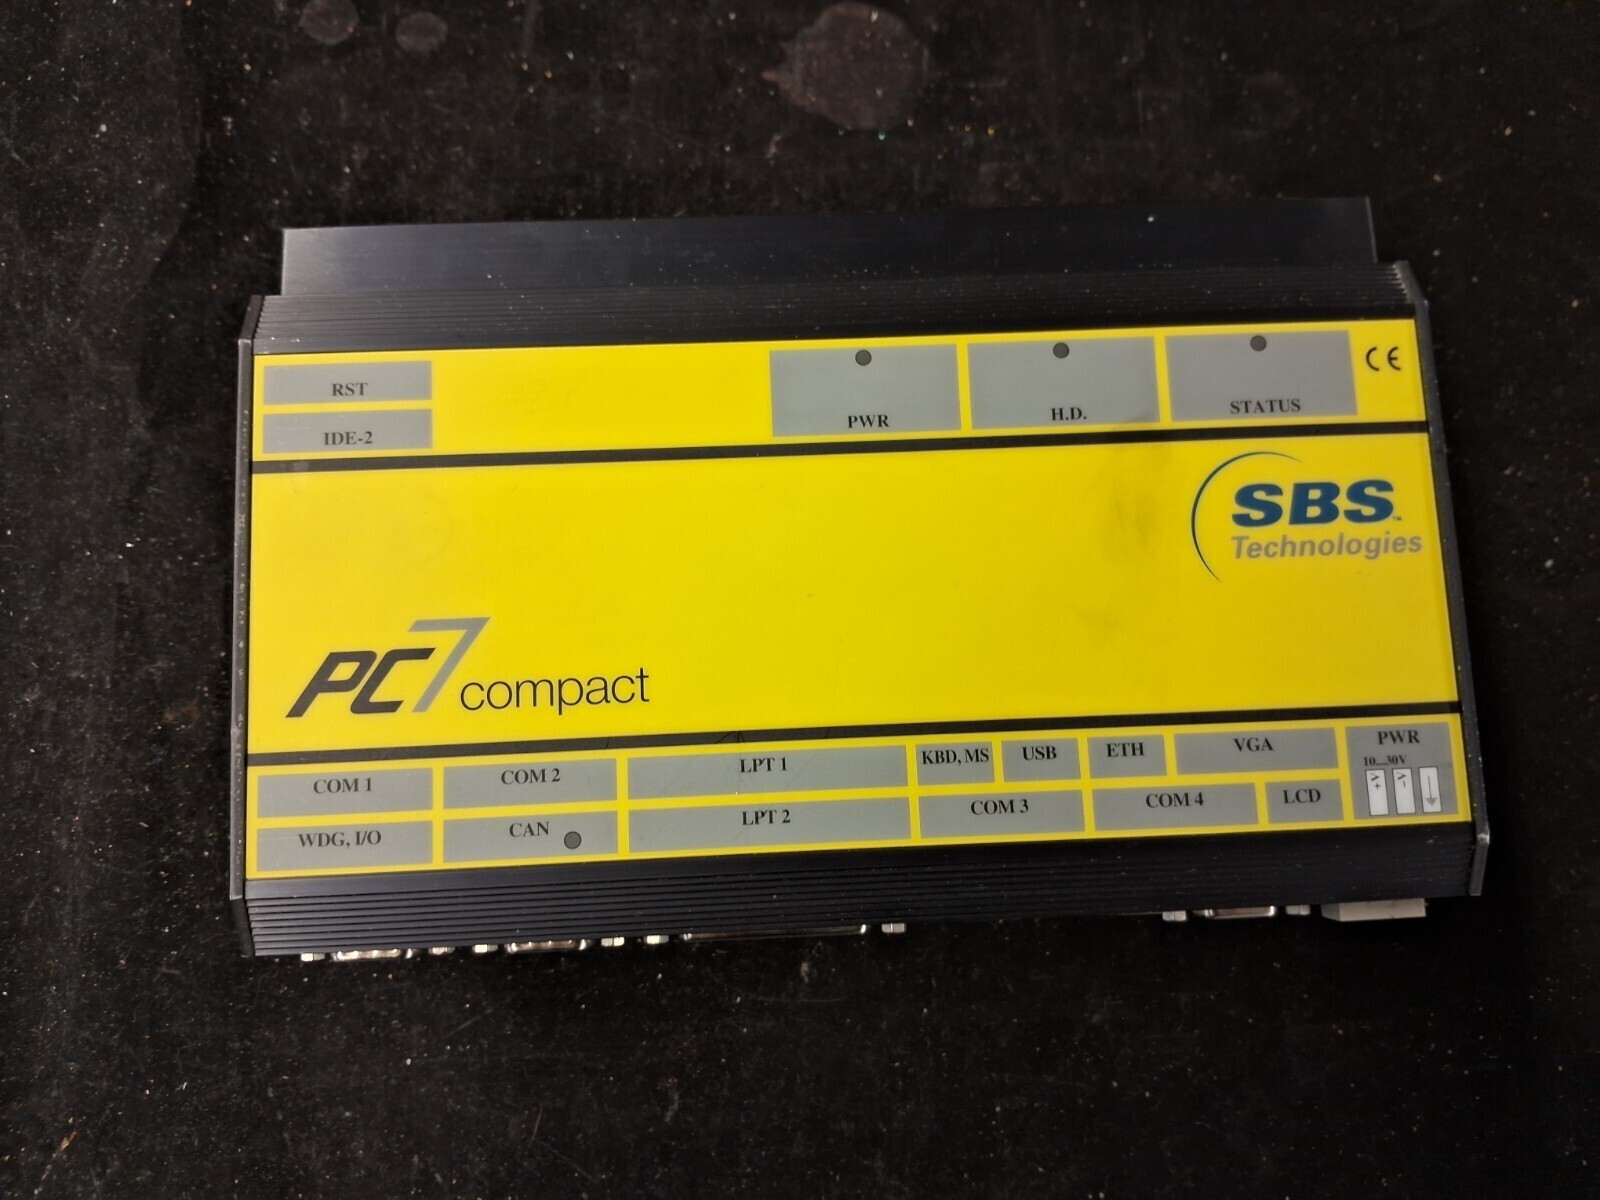 RST
IDE-2
PWR
H.D.
STATUS
CE
SBS™
Technologies
PC7 compact
COM 1
COM 2
LPT 1
KBD, MS
USB
ETH
VGA
PWR
10...30V
WDG, I/O
CAN
LPT 2
COM 3
COM 4
LCD
+V
-V